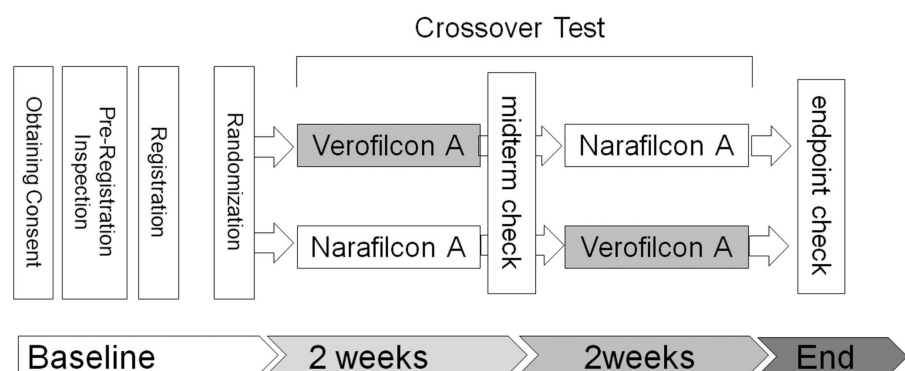 Crossover Test
Obtaining Consent
Pre-Registration
Inspection
Registration
Randomization
Verofilcon A
Narafilcon A
midterm check
Narafilcon A
Verofilcon A
endpoint check
Baseline
2 weeks
2weeks
End